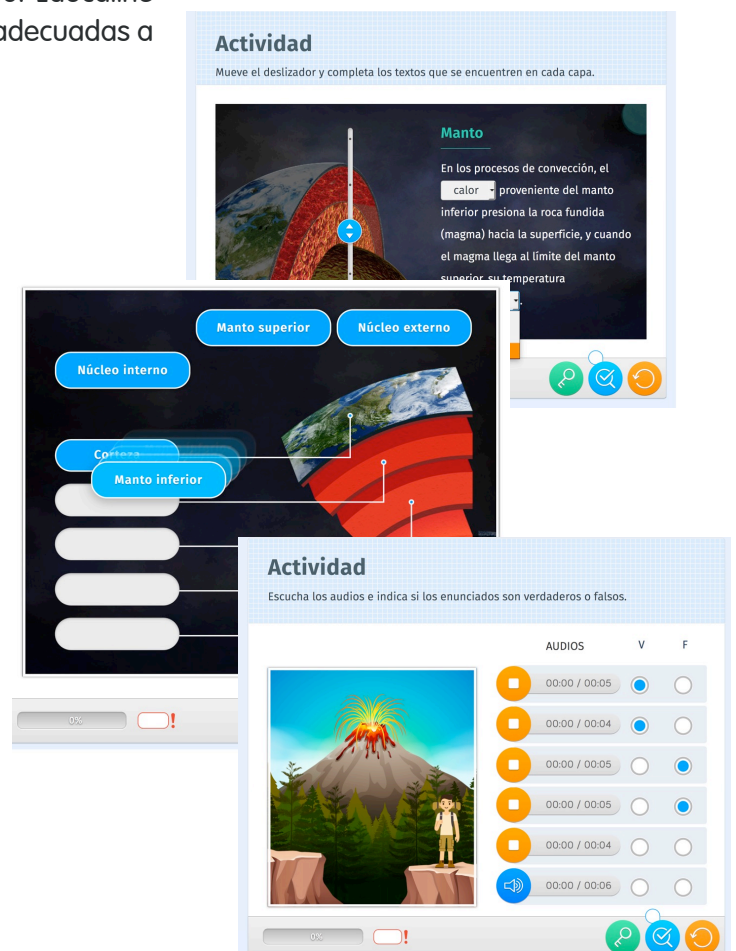 adecuadas a
Actividad
Mueve el deslizador y completa los textos que se encuentren en cada capa.
Manto
En los procesos de convección, el
calor proveniente del manto
inferior presiona la roca fundida
(magma) hacia la superficie, y cuando
el magma llega al límite del manto
superior, su temperatura
Manto superior
Núcleo externo
Núcleo interno
Corteza
Manto inferior
0%
!
Actividad
Escucha los audios e indica si los enunciados son verdaderos o falsos.
AUDIOS V F
00:00 / 00:05
00:00 / 00:04
00:00 / 00:05
00:00 / 00:05
00:00 / 00:04
00:00 / 00:06
0%
!